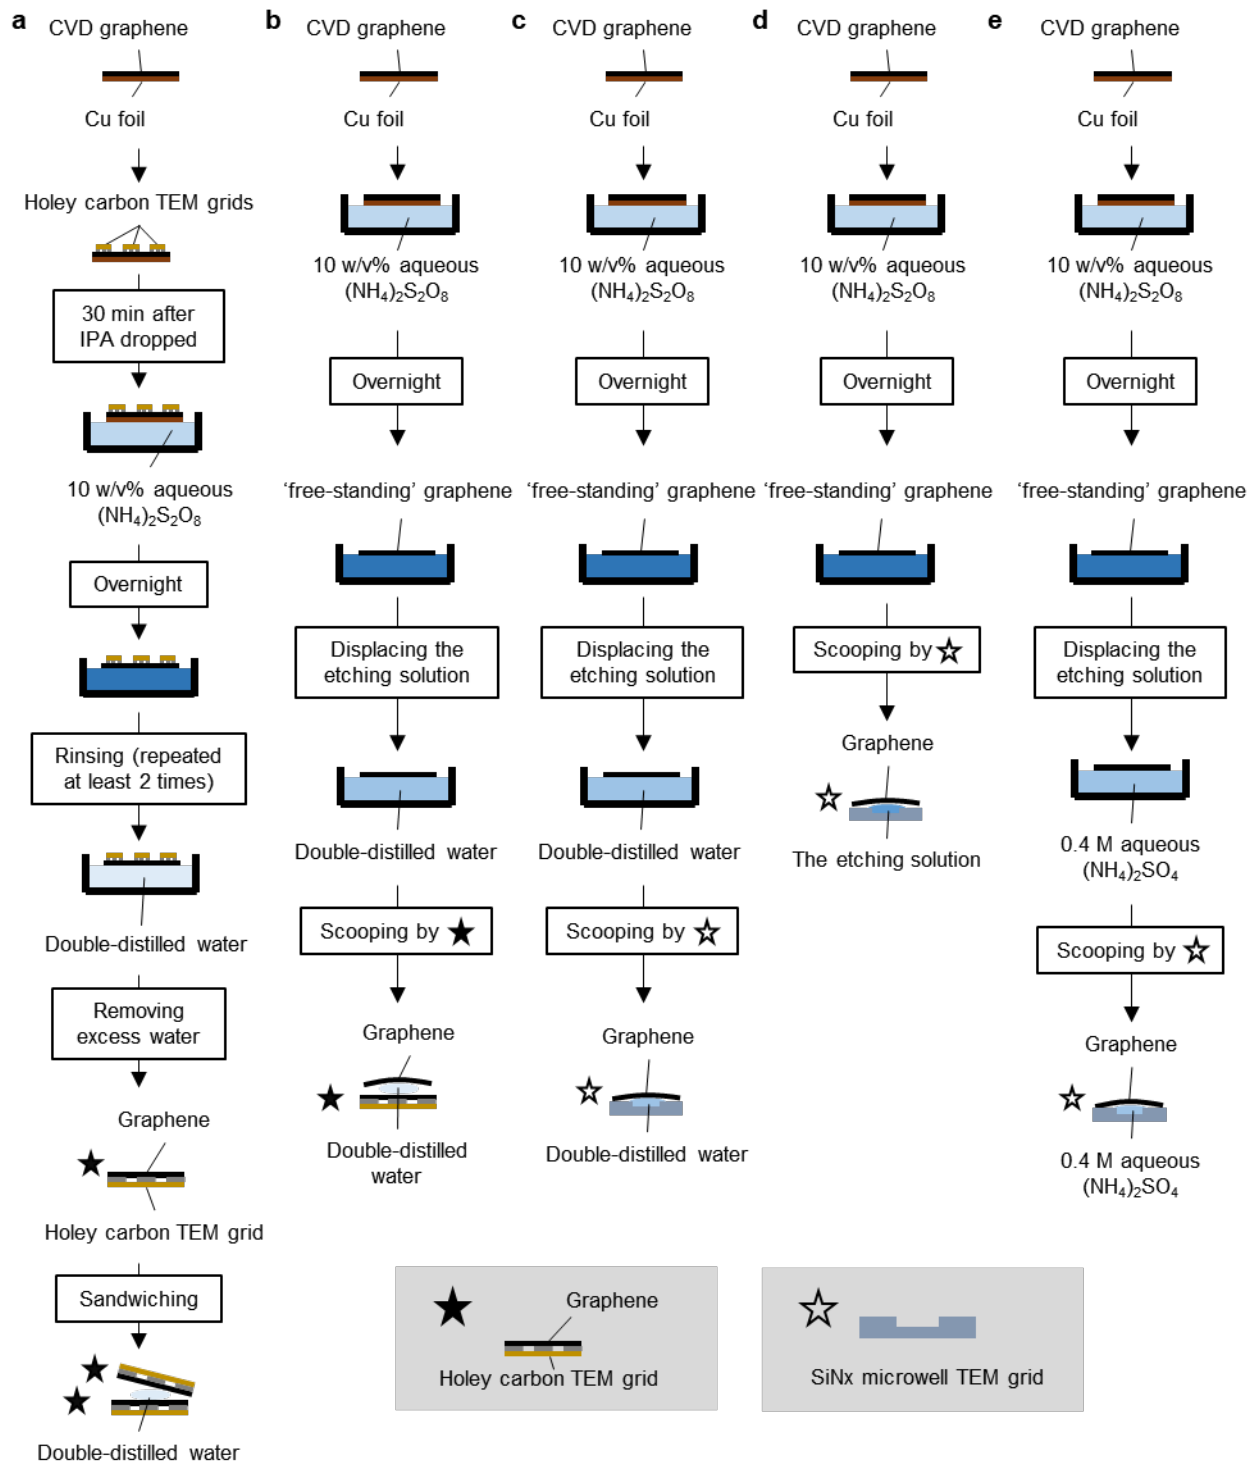 a
CVD graphene
Cu foil
Holey carbon TEM grids
30 min after
IPA dropped
10 w/v% aqueous
(NH₄)₂S₂O₈
Overnight
Rinsing (repeated
at least 2 times)
Double-distilled water
Removing
excess water
Graphene
Holey carbon TEM grid
Sandwiching
Double-distilled water
b
CVD graphene
Cu foil
10 w/v% aqueous
(NH₄)₂S₂O₈
Overnight
‘free-standing’ graphene
Displacing the
etching solution
Double-distilled water
Scooping by
Graphene
Double-distilled
water
c
CVD graphene
Cu foil
10 w/v% aqueous
(NH₄)₂S₂O₈
Overnight
‘free-standing’ graphene
Displacing the
etching solution
Double-distilled water
Scooping by
Graphene
Double-distilled water
d
CVD graphene
Cu foil
10 w/v% aqueous
(NH₄)₂S₂O₈
Overnight
‘free-standing’ graphene
Scooping by
Graphene
The etching solution
e
CVD graphene
Cu foil
10 w/v% aqueous
(NH₄)₂S₂O₈
Overnight
‘free-standing’ graphene
Displacing the
etching solution
0.4 M aqueous
(NH₄)₂SO₄
Scooping by
Graphene
0.4 M aqueous
(NH₄)₂SO₄
Graphene
Holey carbon TEM grid
SiNx microwell TEM grid